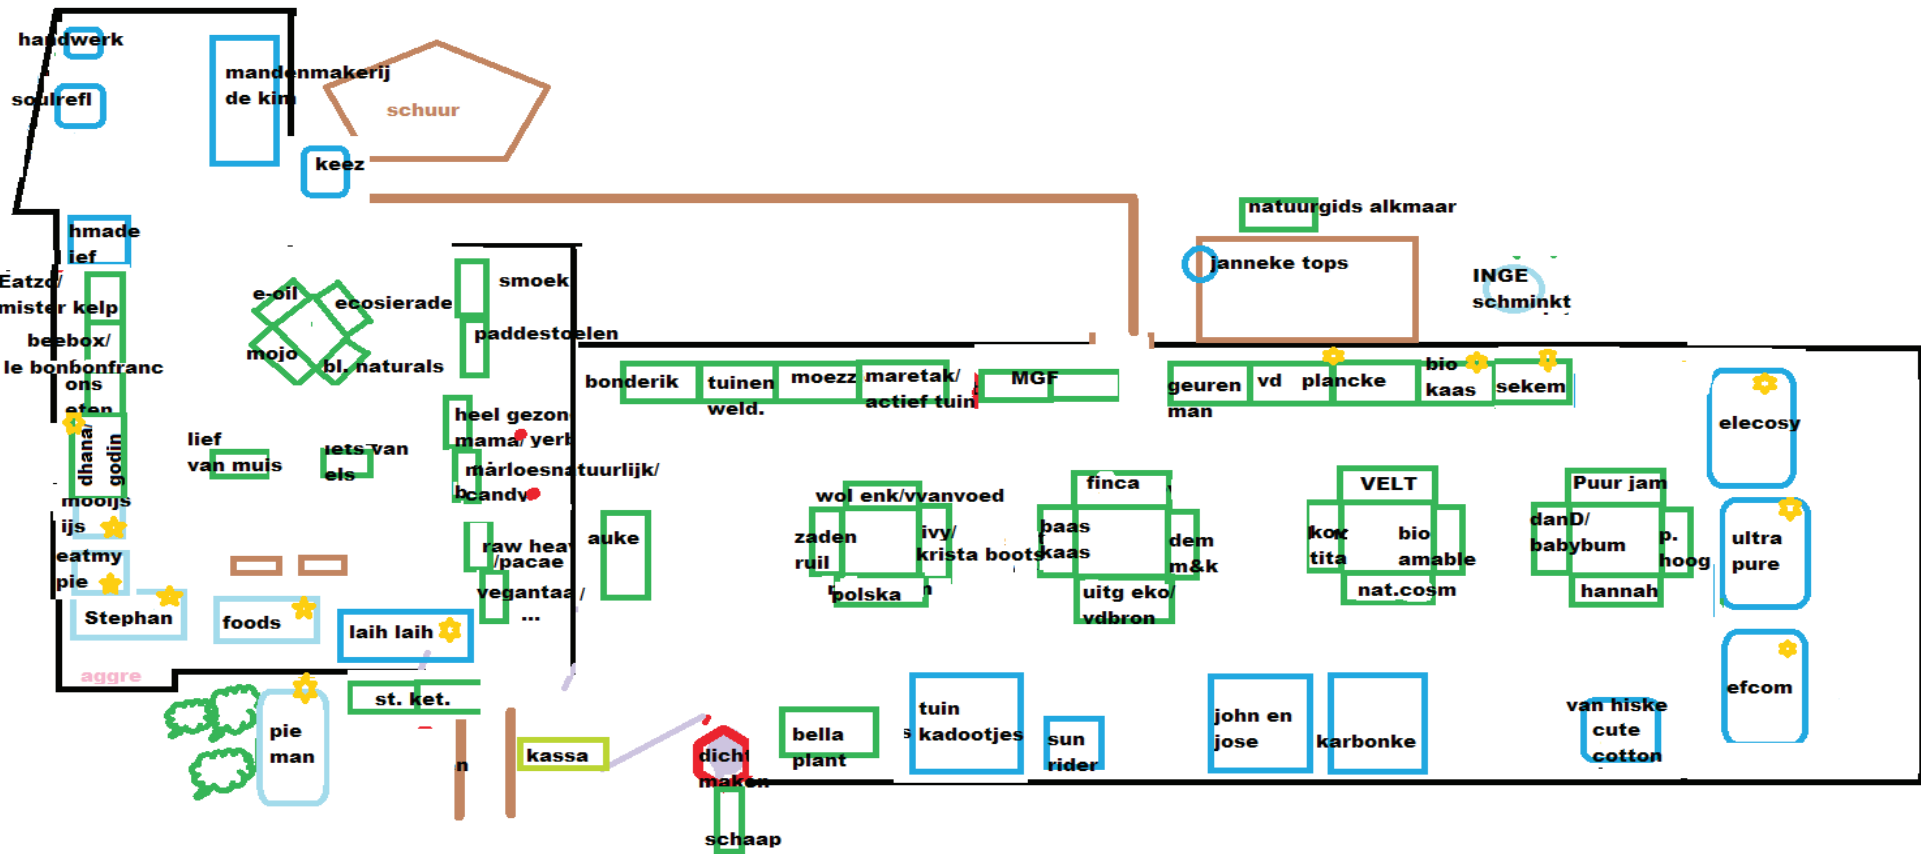 handwerk
soulrefl
mandenmakerij
de kim
schuur
keez
natuurgids alkmaar
janneke tops
INGE
schminkt
hmade
ief
Eatzo/
mister kelp
beebox/
le bonbonfranc
ons
eten
dhana/
godin
mooijs
ijs
eatmy
pie
Stephan
foods
laih laih
aggre
pie
man
st. ket.
e-oil
ecosierade
mojo
bl. naturals
lief
van muis
iets van
els
smoek
paddestoelen
heel gezon
mama/ yerb
marloesnatuurlijk/
candy
raw heav
/pacae
vegantaa /
...
bonderik
tuinen
weld.
moezz
maretak/
actief tuin
MGF
geuren
man
vd plancke
bio
kaas
sekem
elecosy
ultra
pure
efcom
auke
wol enk/vvanvoed
zaden
ruil
ivy/
krista boots
polska
finca
baas
kaas
dem
m&k
uitg eko/
vdbron
VELT
tita
bio
amable
nat.cosm
Puur jam
danD/
babybum
p.
hoog
hannah
kassa
dicht
maken
schaap
bella
plant
tuin
kadootjes
sun
rider
john en
jose
karbonke
van hiske
cute
cotton